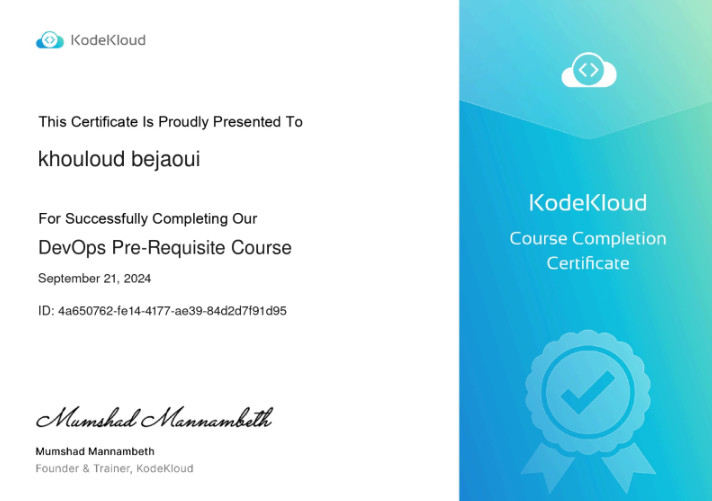 KodeKloud
This Certificate Is Proudly Presented To
khouloud bejaoui
For Successfully Completing Our
DevOps Pre-Requisite Course
September 21, 2024
ID: 4a650762-fe14-4177-ae39-84d2d7f91d95
Mumshad Mannambeth
Mumshad Mannambeth
Founder & Trainer, KodeKloud
KodeKloud
Course Completion
Certificate